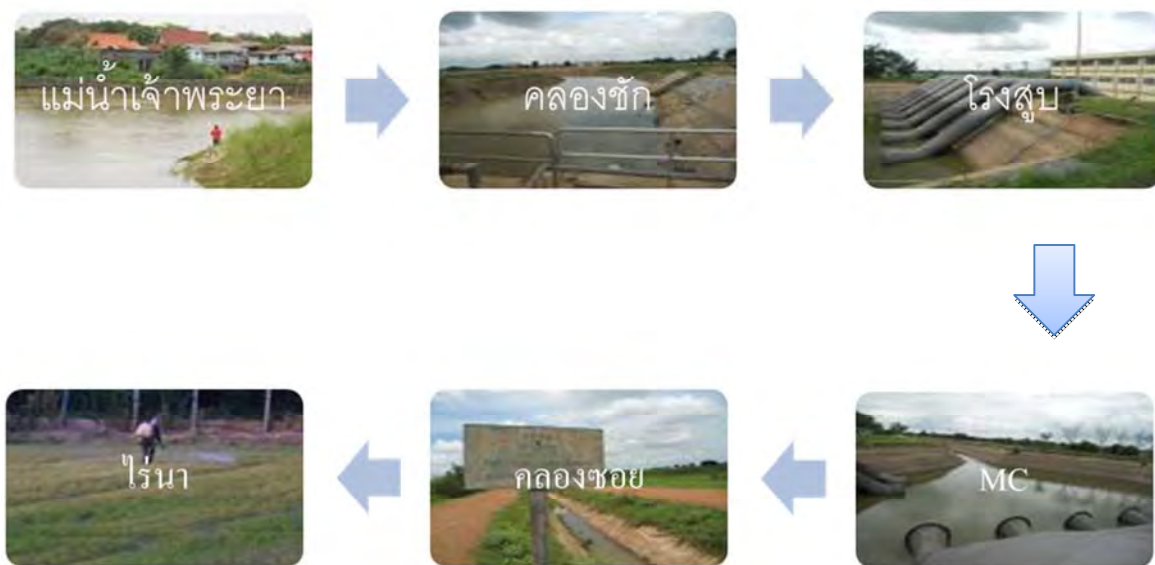 แม่น้ำเจ้าพระยา
คลองชัก
โรงสูบ
MC
คลองซอย
ไร่นา